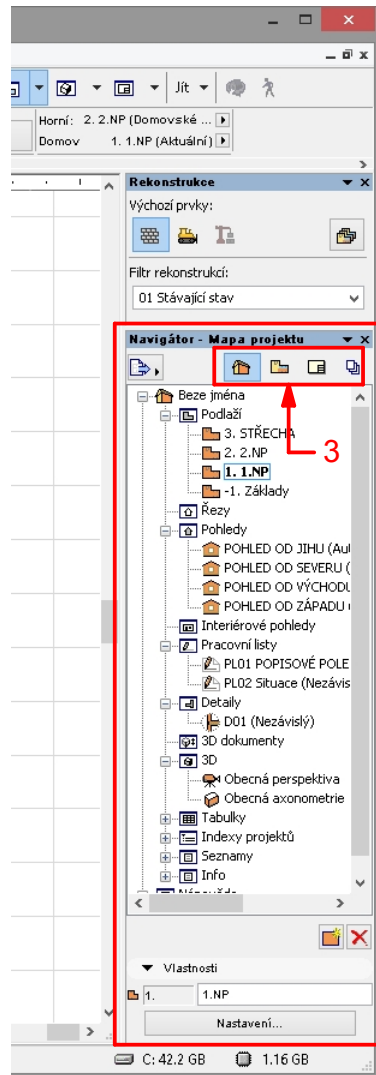 Jít
Horní: 2. 2.NP (Domovské ...
Domov 1. 1.NP (Aktuální)
Rekonstrukce
Výchozí prvky:
Filtr rekonstrukcí:
01 Stávající stav
Navigátor - Mapa projektu
Beze jména
Podlaží
3. STŘECHA
2. 2.NP
3
1. 1.NP
-1. Základy
Řezy
Pohledy
POHLED OD JIHU (Aut
POHLED OD SEVERU (
POHLED OD VÝCHODU
POHLED OD ZÁPADU
Interiérové pohledy
Pracovní listy
PL01 POPISOVÉ POLE
PL02 Situace (Nezávis
Detaily
D01 (Nezávislý)
3D dokumenty
3D
Obecná perspektiva
Obecná axonometrie
Tabulky
Indexy projektů
Seznamy
Info
Vlastnosti
1. 1.NP
Nastavení...
C: 42.2 GB 1.16 GB